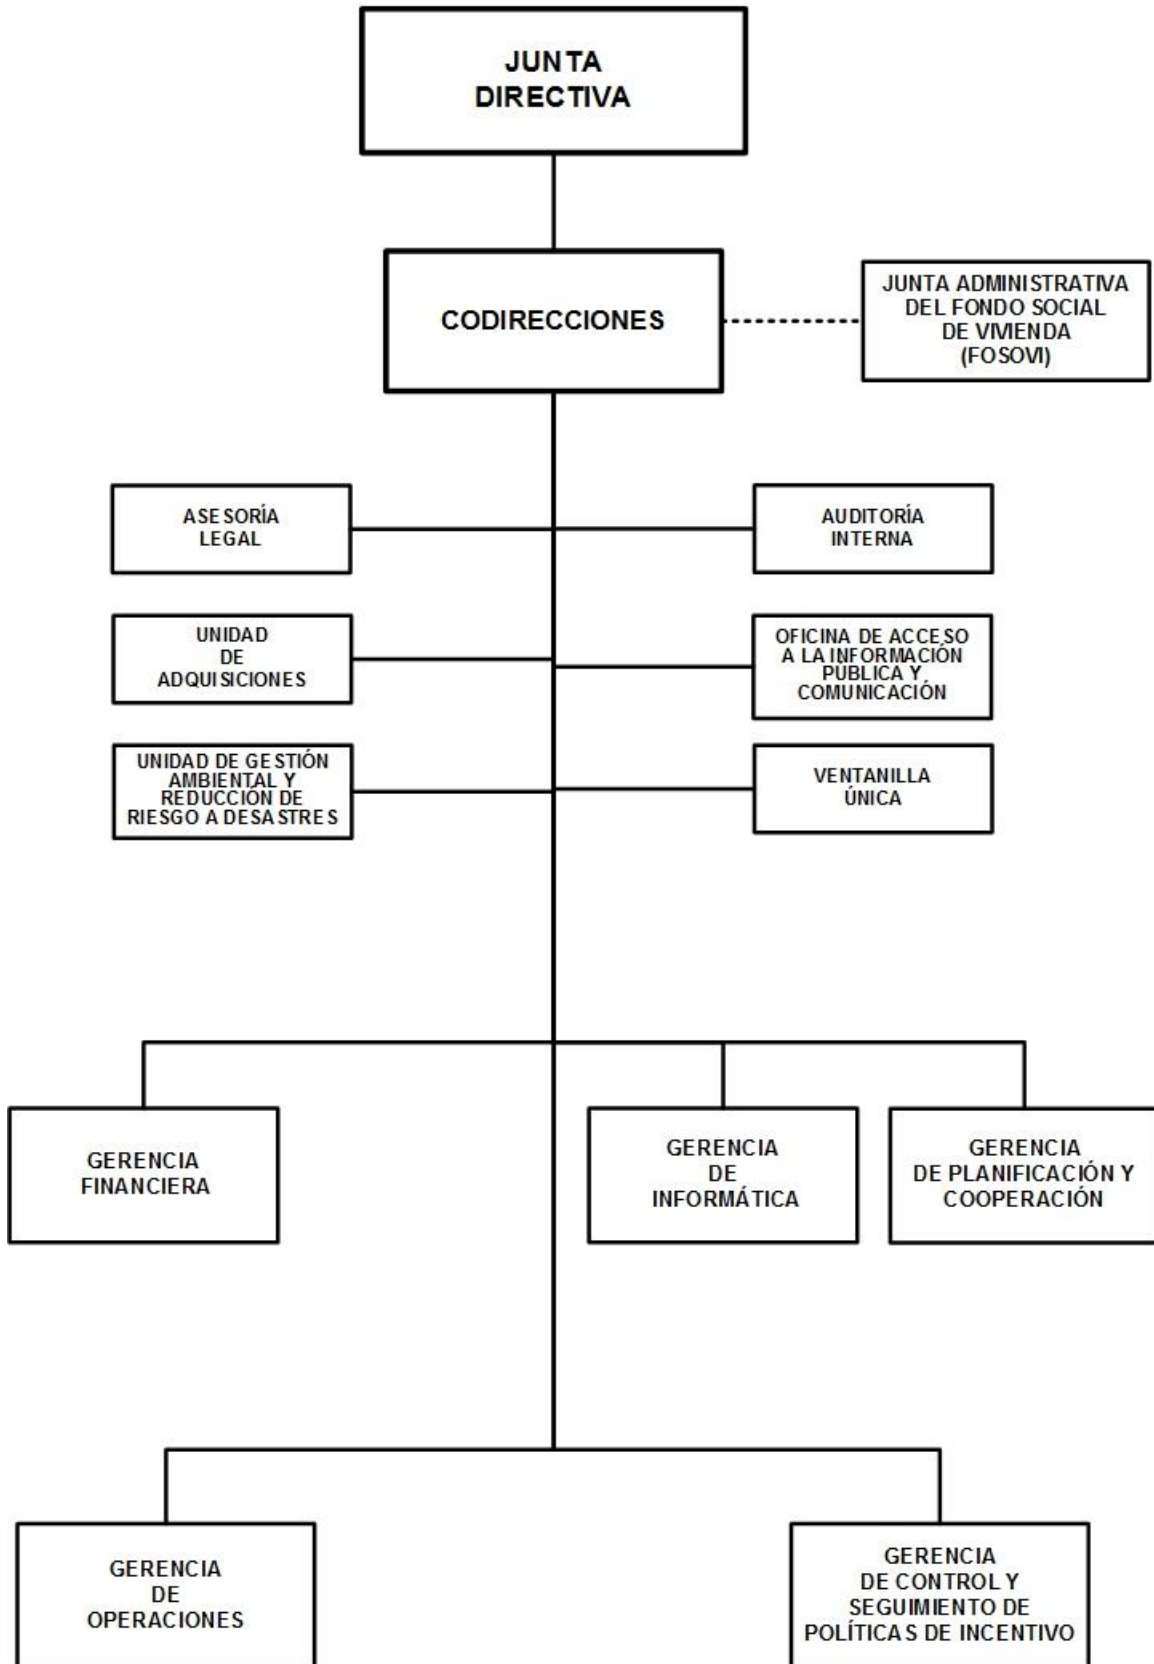 JUNTA
DIRECTIVA
CODIRECCIONES
JUNTA ADMINISTRATIVA
DEL FONDO SOCIAL
DE VIVIENDA
(FOSOVI)
ASESORÍA
LEGAL
AUDITORÍA
INTERNA
UNIDAD
DE
ADQUISICIONES
OFICINA DE ACCESO
A LA INFORMACIÓN
PÚBLICA Y
COMUNICACIÓN
UNIDAD DE GESTIÓN
AMBIENTAL Y
REDUCCIÓN DE
RIESGO A DESASTRES
VENTANILLA
ÚNICA
GERENCIA
FINANCIERA
GERENCIA
DE
INFORMÁTICA
GERENCIA
DE PLANIFICACIÓN Y
COOPERACIÓN
GERENCIA
DE
OPERACIONES
GERENCIA
DE CONTROL Y
SEGUIMIENTO DE
POLÍTICAS DE INCENTIVO